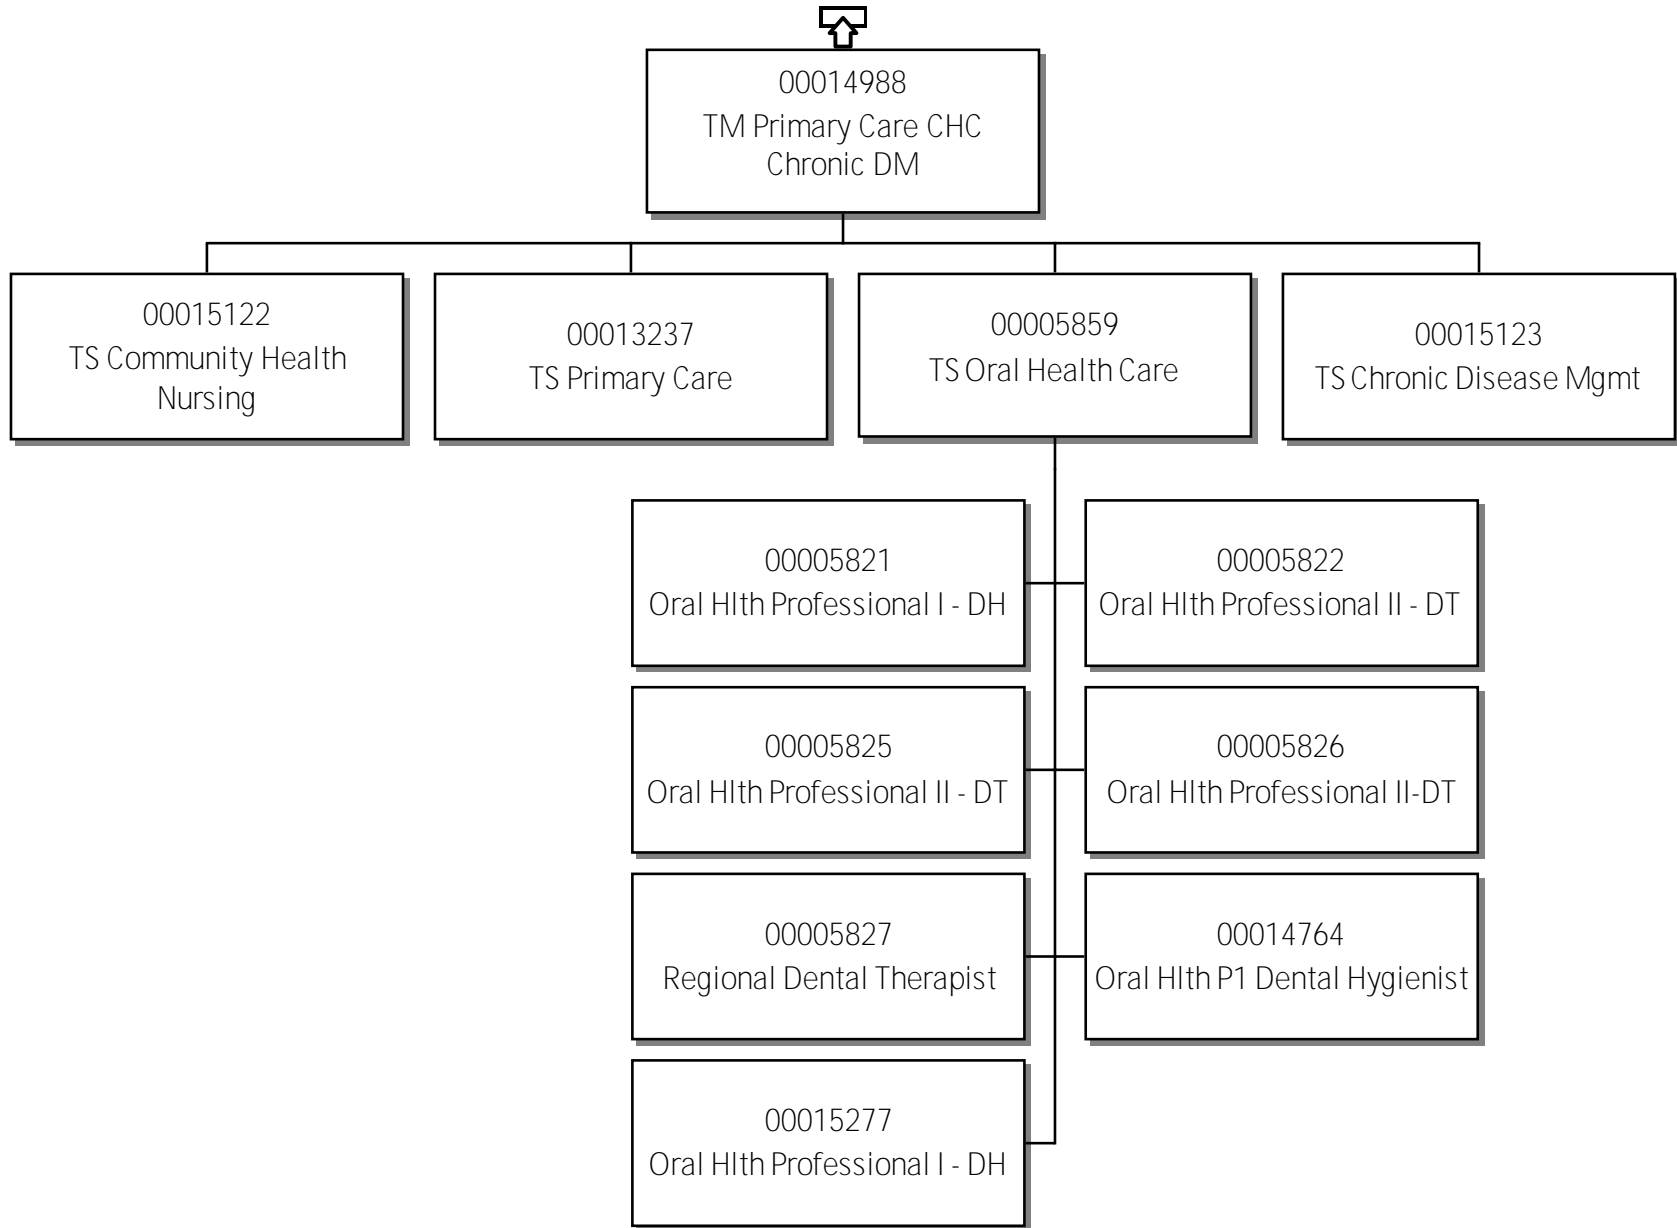 00014988
TM Primary Care CHC
Chronic DM
00015122
TS Community Health
Nursing
00013237
TS Primary Care
00005859
TS Oral Health Care
00015123
TS Chronic Disease Mgmt
00005821
Oral Hlth Professional I - DH
00005822
Oral Hlth Professional II - DT
00005825
Oral Hlth Professional II - DT
00005826
Oral Hlth Professional II-DT
00005827
Regional Dental Therapist
00014764
Oral Hlth P1 Dental Hygienist
00015277
Oral Hlth Professional I - DH